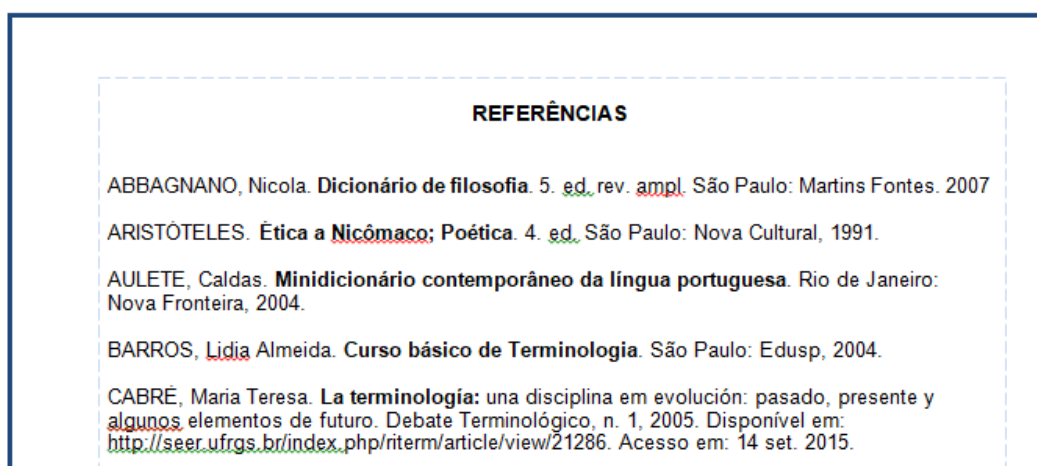 REFERÊNCIAS
ABBAGNANO, Nicola. Dicionário de filosofia. 5. ed. rev. ampl. São Paulo: Martins Fontes. 2007
ARISTÓTELES. Ética a Nicômaco; Poética. 4. ed. São Paulo: Nova Cultural, 1991.
AULETE, Caldas. Minidicionário contemporâneo da língua portuguesa. Rio de Janeiro:
Nova Fronteira, 2004.
BARROS, Lidia Almeida. Curso básico de Terminologia. São Paulo: Edusp, 2004.
CABRÉ, Maria Teresa. La terminología: una disciplina em evolución: pasado, presente y
algunos elementos de futuro. Debate Terminológico, n. 1, 2005. Disponível em:
http://seer.ufrgs.br/index.php/riterm/article/view/21286. Acesso em: 14 set. 2015.